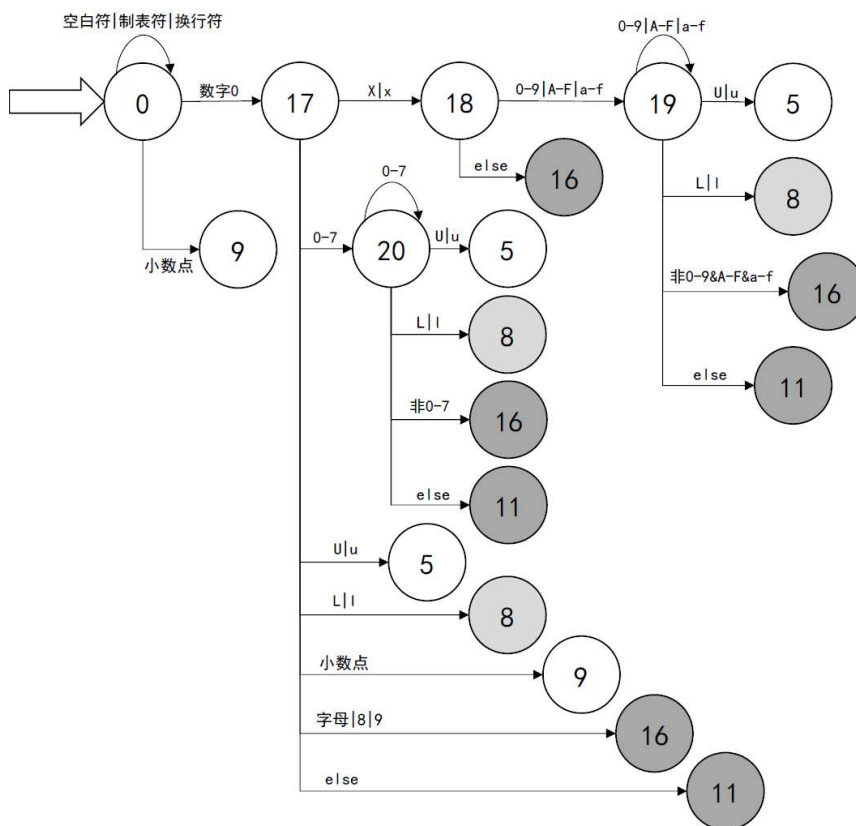 空白符|制表符|换行符
0-9|A-F|a-f
0 数字0 17 X|x 18 0-9|A-F|a-f 19 U|u 5
else 16
L|l 8
0-7
小数点 9
0-7 20 U|u 5
非0-9&A-F&a-f 16
L|l 8
else 11
非0-7 16
else 11
U|u 5
L|l 8
小数点 9
字母|8|9 16
else 11